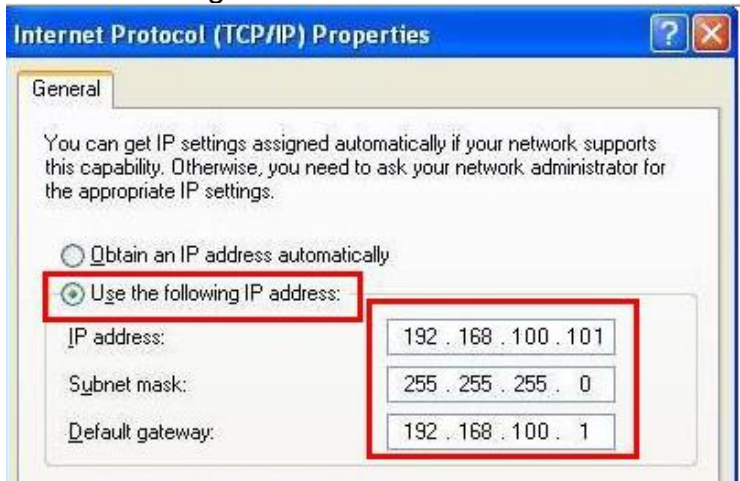 Internet Protocol (TCP/IP) Properties
General
You can get IP settings assigned automatically if your network supports
this capability. Otherwise, you need to ask your network administrator for
the appropriate IP settings.
Obtain an IP address automatically
Use the following IP address:
IP address: 192 . 168 . 100 . 101
Subnet mask: 255 . 255 . 255 . 0
Default gateway: 192 . 168 . 100 . 1